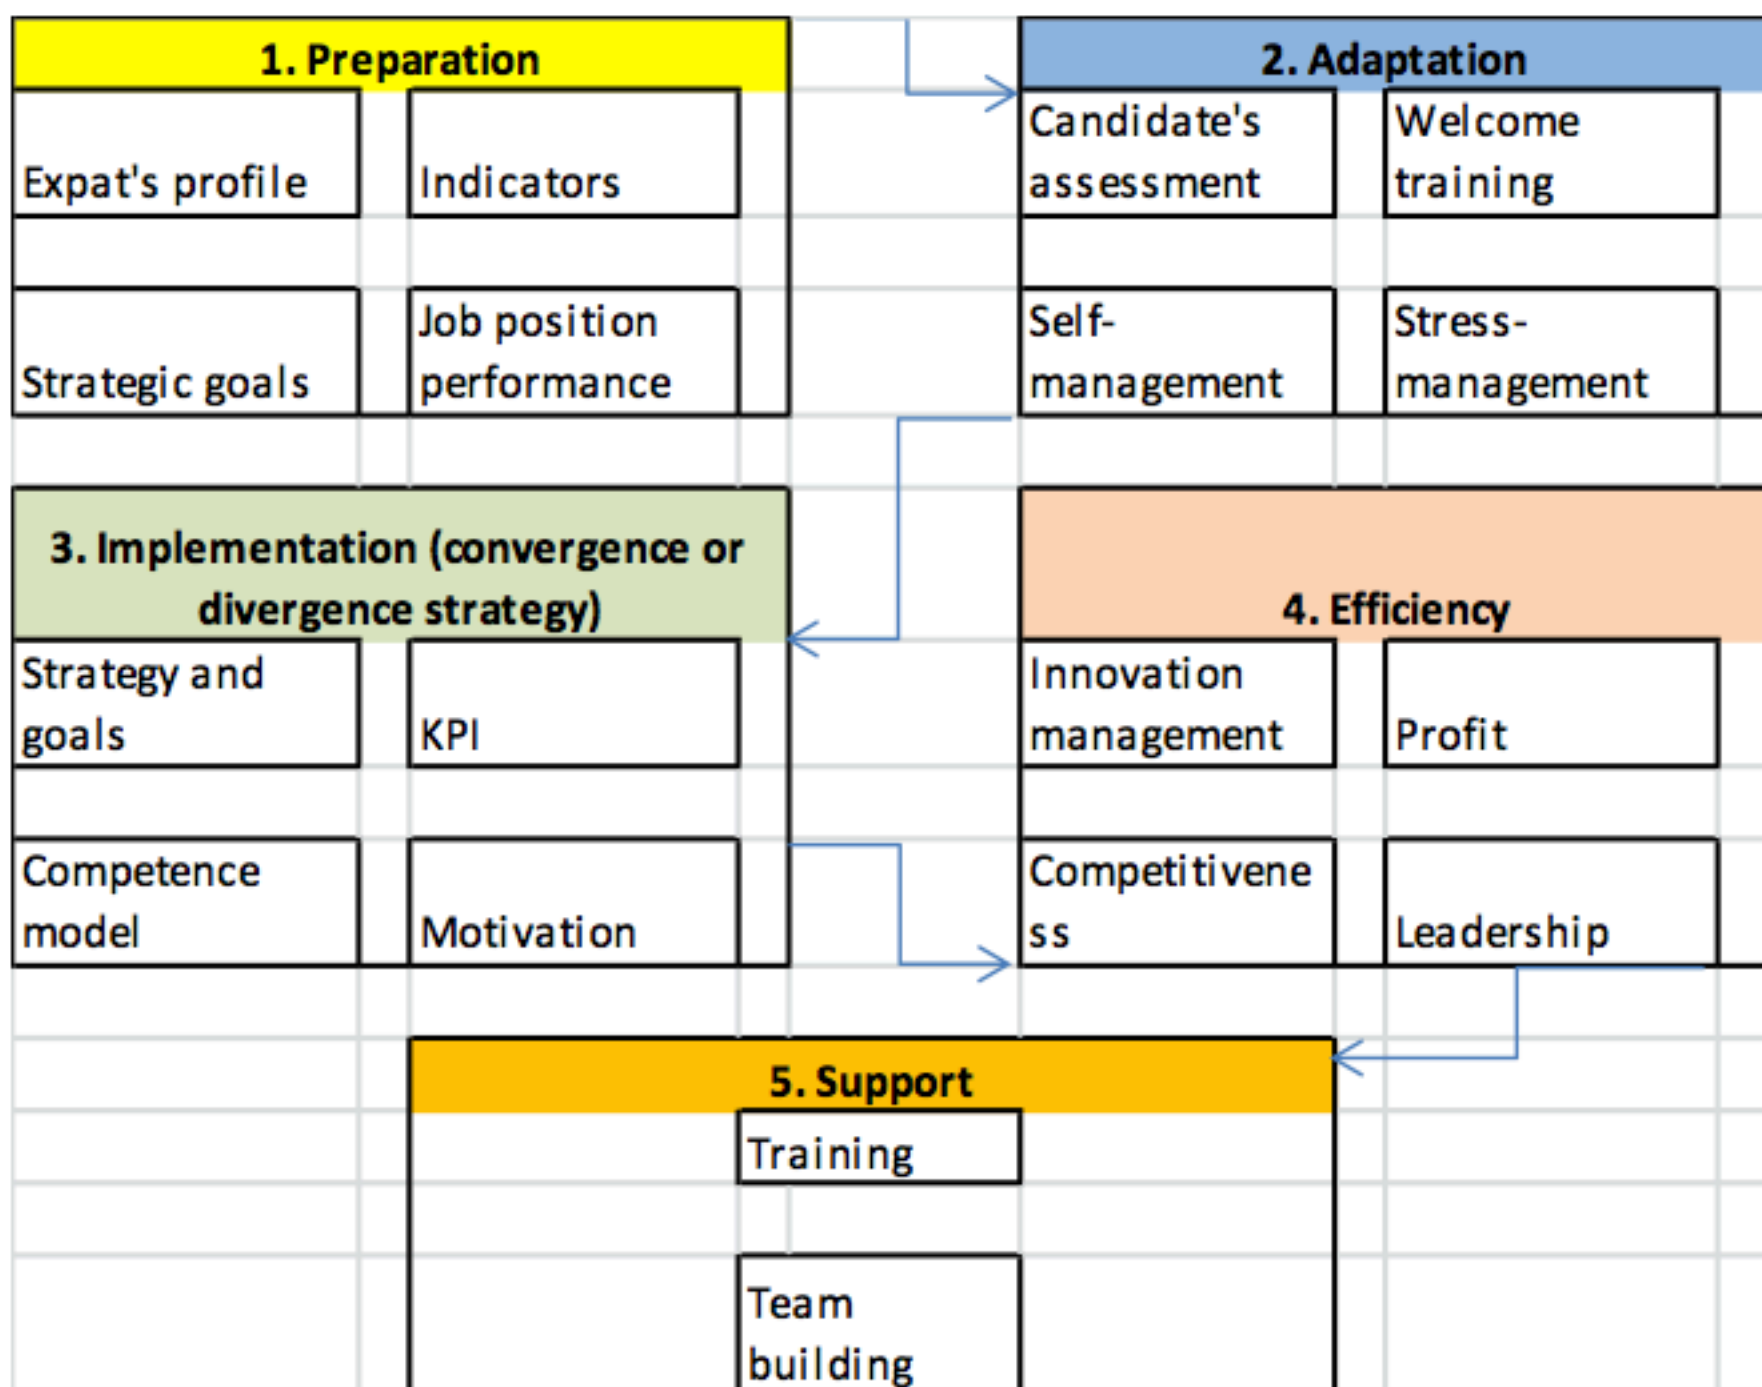 1. Preparation
Expat's profile
Indicators
Strategic goals
Job position
performance
2. Adaptation
Candidate's
assessment
Welcome
training
Self-
management
Stress-
management
3. Implementation (convergence or
divergence strategy)
Strategy and
goals
KPI
Competence
model
Motivation
4. Efficiency
Innovation
management
Profit
Competitivene
ss
Leadership
5. Support
Training
Team
building